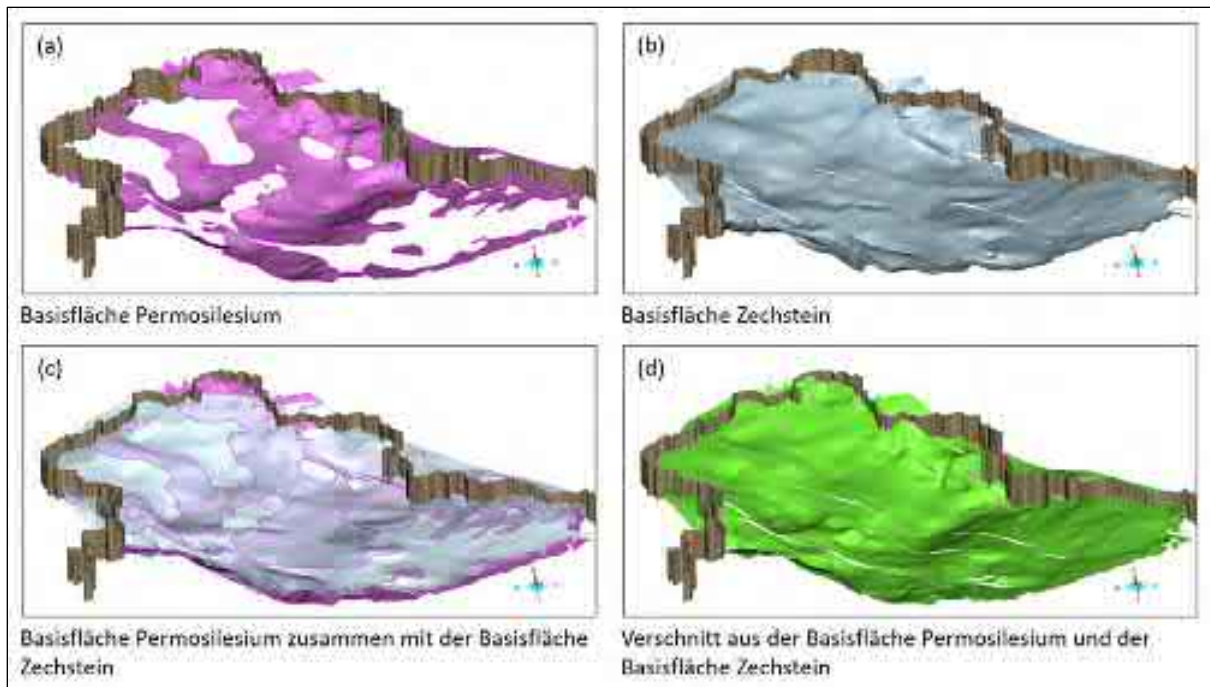 (a)
(b)
Basisfläche Permosilesium
Basisfläche Zechstein
(c)
(d)
Basisfläche Permosilesium zusammen mit der Basisfläche
Zechstein
Verschnitt aus der Basisfläche Permosilesium und der
Basisfläche Zechstein